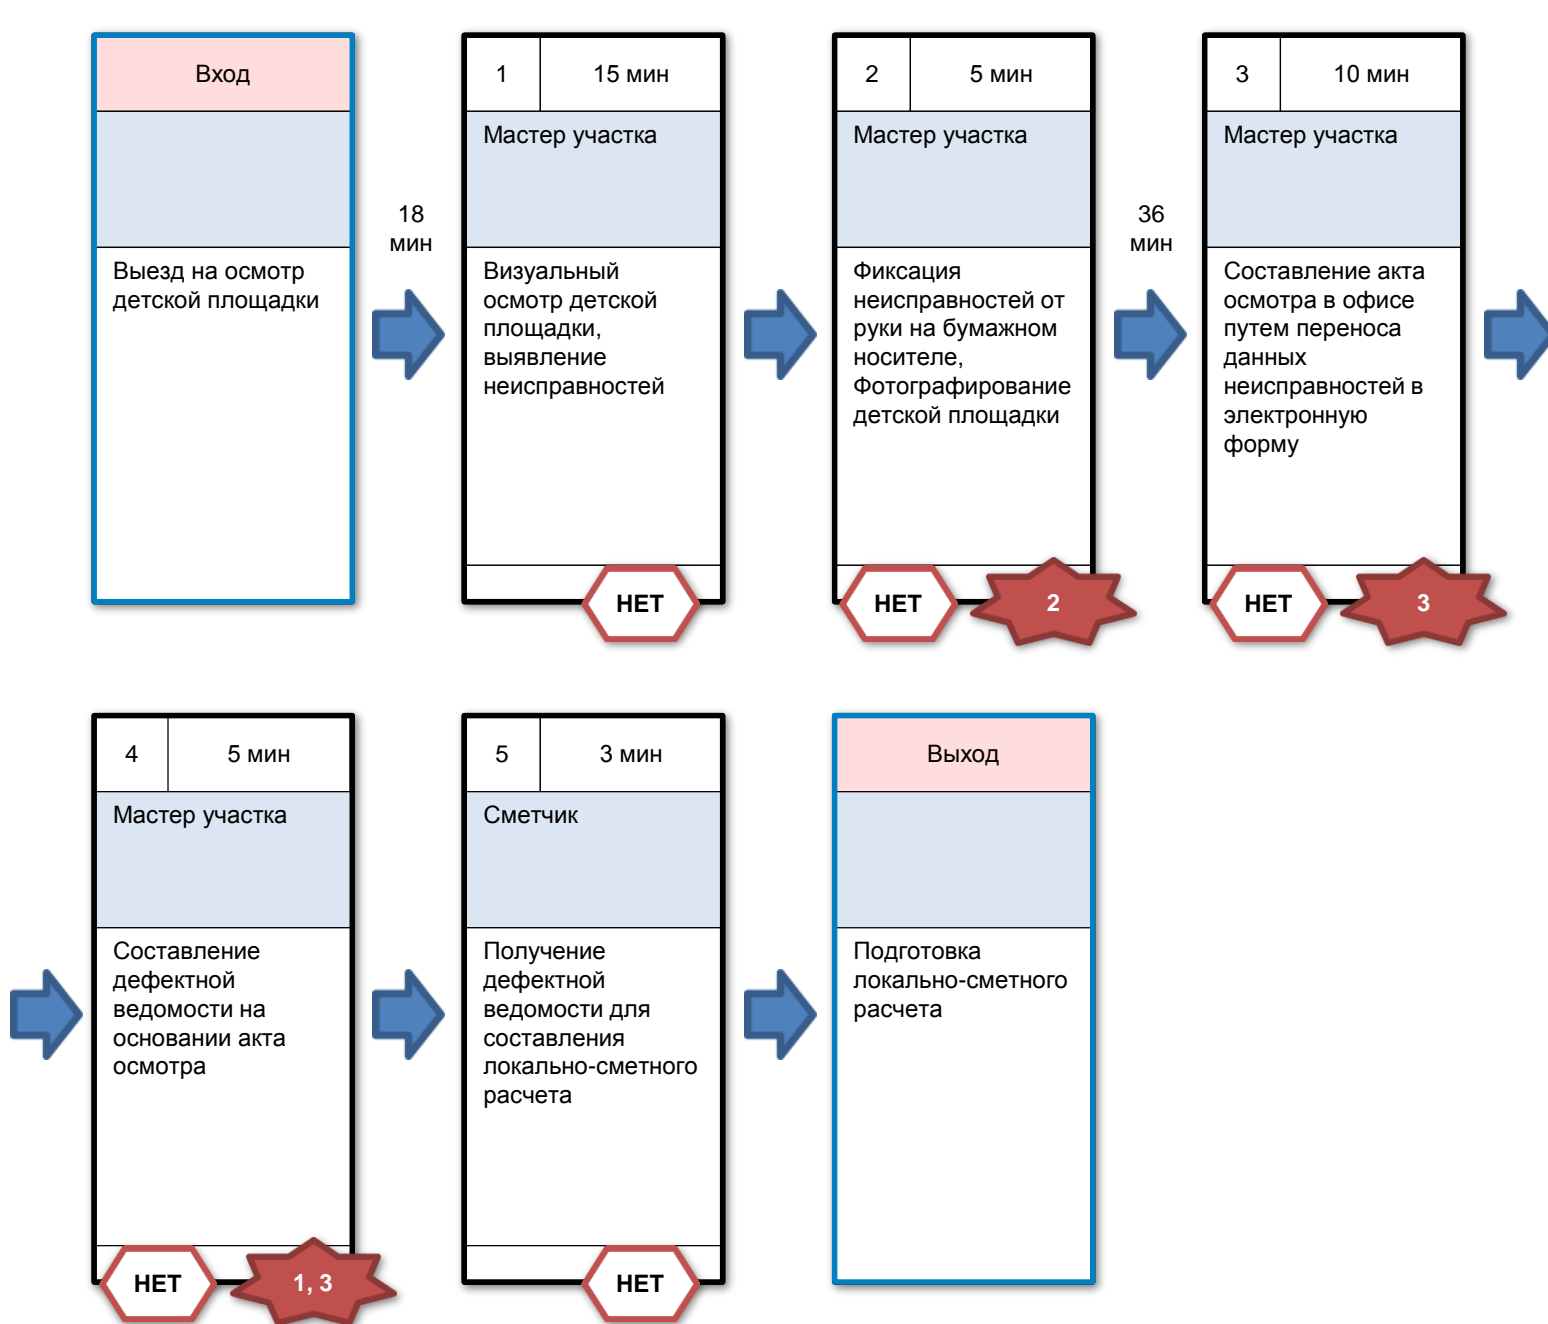 Вход
Выезд на осмотр
детской площадки
18
мин
1
15 мин
Мастер участка
Визуальный
осмотр детской
площадки,
выявление
неисправностей
НЕТ
2
5 мин
Мастер участка
Фиксация
неисправностей от
руки на бумажном
носителе,
Фотографирование
детской площадки
НЕТ
2
36
мин
3
10 мин
Мастер участка
Составление акта
осмотра в офисе
путем переноса
данных
неисправностей в
электронную
форму
НЕТ
3
4
5 мин
Мастер участка
Составление
дефектной
ведомости на
основании акта
осмотра
НЕТ
1, 3
5
3 мин
Сметчик
Получение
дефектной
ведомости для
составления
локально-сметного
расчета
НЕТ
Выход
Подготовка
локально-сметного
расчета